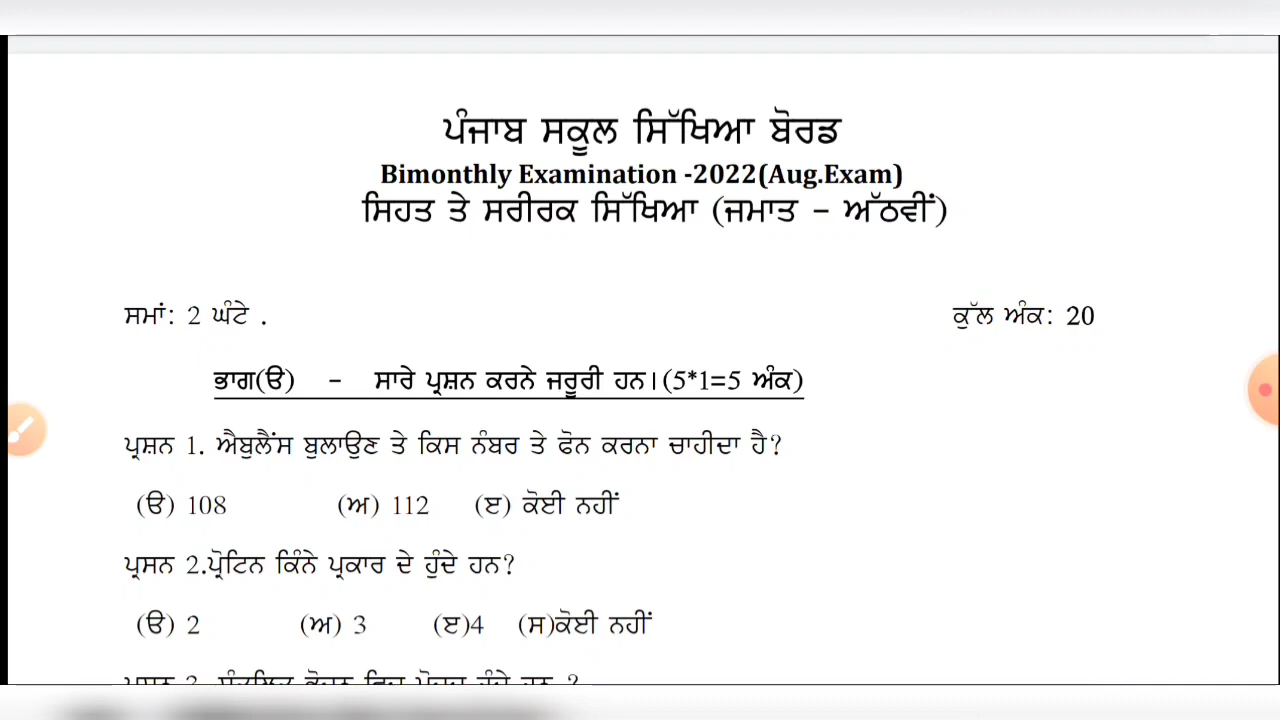 ਪੰਜਾਬ ਸਕੂਲ ਸਿੱਖਿਆ ਬੋਰਡ
Bimonthly Examination -2022(Aug.Exam)
ਸਿਹਤ ਤੇ ਸਰੀਰਕ ਸਿੱਖਿਆ (ਜਮਾਤ – ਅੱਠਵੀਂ)
ਸਮਾਂ: 2 ਘੰਟੇ . ਕੁੱਲ ਅੰਕ: 20
ਭਾਗ(ੳ) – ਸਾਰੇ ਪ੍ਰਸ਼ਨ ਕਰਨੇ ਜਰੂਰੀ ਹਨ।(5*1=5 ਅੰਕ)
ਪ੍ਰਸ਼ਨ 1. ਐਬੁਲੈਂਸ ਬੁਲਾਉਣ ਤੇ ਕਿਸ ਨੰਬਰ ਤੇ ਫੋਨ ਕਰਨਾ ਚਾਹੀਦਾ ਹੈ?
(ੳ) 108 (ਅ) 112 (ੲ) ਕੋਈ ਨਹੀਂ
ਪ੍ਰਸਨ 2.ਪ੍ਰੋਟਿਨ ਕਿੰਨੇ ਪ੍ਰਕਾਰ ਦੇ ਹੁੰਦੇ ਹਨ?
(ੳ) 2 (ਅ) 3 (ੲ)4 (ਸ)ਕੋਈ ਨਹੀਂ